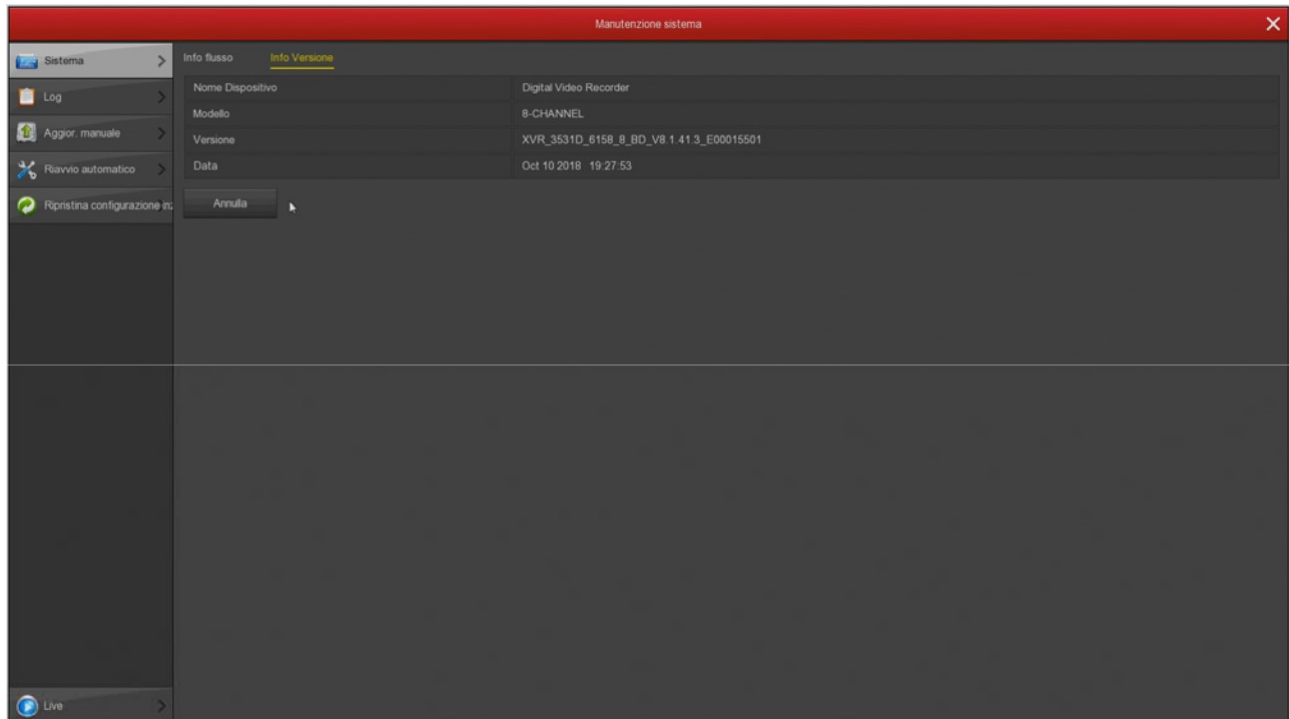 Manutenzione sistema
Sistema
Log
Aggior. manuale
Riavvio automatico
Ripristina configurazione in
Live
Info flusso Info Versione
Nome Dispositivo Digital Video Recorder
Modello 8-CHANNEL
Versione XVR_3531D_6158_8_BD_V8.1.41.3_E00015501
Data Oct 10 2018 19:27:53
Annulla